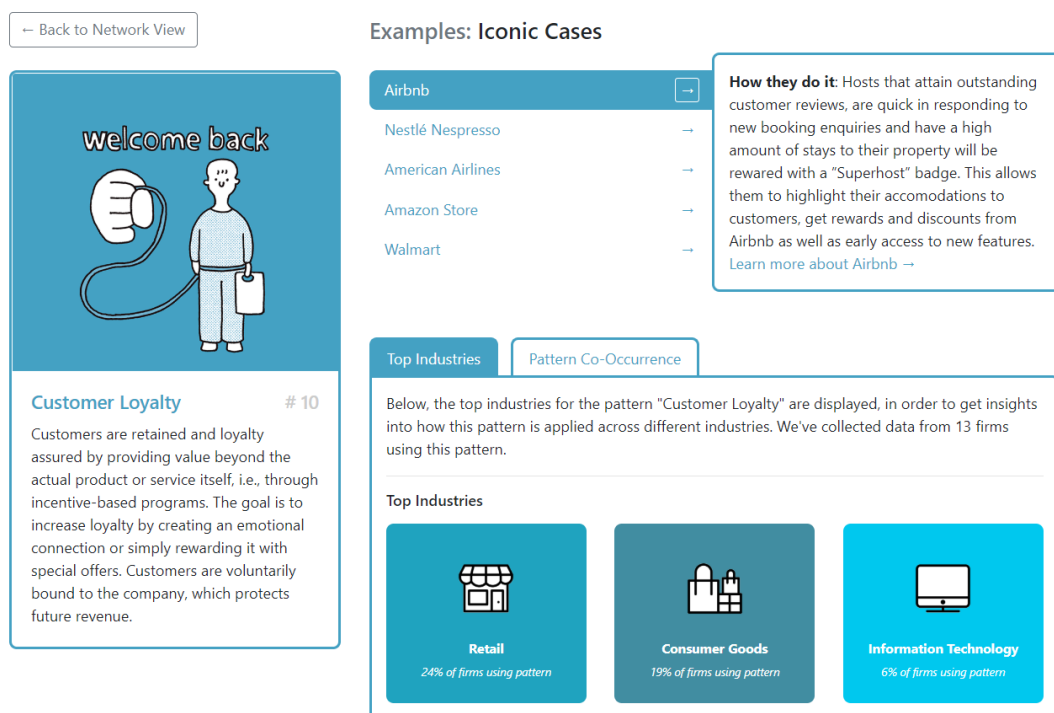 ← Back to Network View
welcome back
Customer Loyalty
# 10
Customers are retained and loyalty
assured by providing value beyond the
actual product or service itself, i.e., through
incentive-based programs. The goal is to
increase loyalty by creating an emotional
connection or simply rewarding it with
special offers. Customers are voluntarily
bound to the company, which protects
future revenue.
Examples: Iconic Cases
Airbnb →
Nestlé Nespresso →
American Airlines →
Amazon Store →
Walmart →
How they do it: Hosts that attain outstanding
customer reviews, are quick in responding to
new booking enquiries and have a high
amount of stays to their property will be
rewared with a “Superhost” badge. This allows
them to highlight their accomodations to
customers, get rewards and discounts from
Airbnb as well as early access to new features.
Learn more about Airbnb →
Top Industries
Pattern Co-Occurrence
Below, the top industries for the pattern "Customer Loyalty" are displayed, in order to get insights
into how this pattern is applied across different industries. We've collected data from 13 firms
using this pattern.
Top Industries
Retail
24% of firms using pattern
Consumer Goods
19% of firms using pattern
Information Technology
6% of firms using pattern